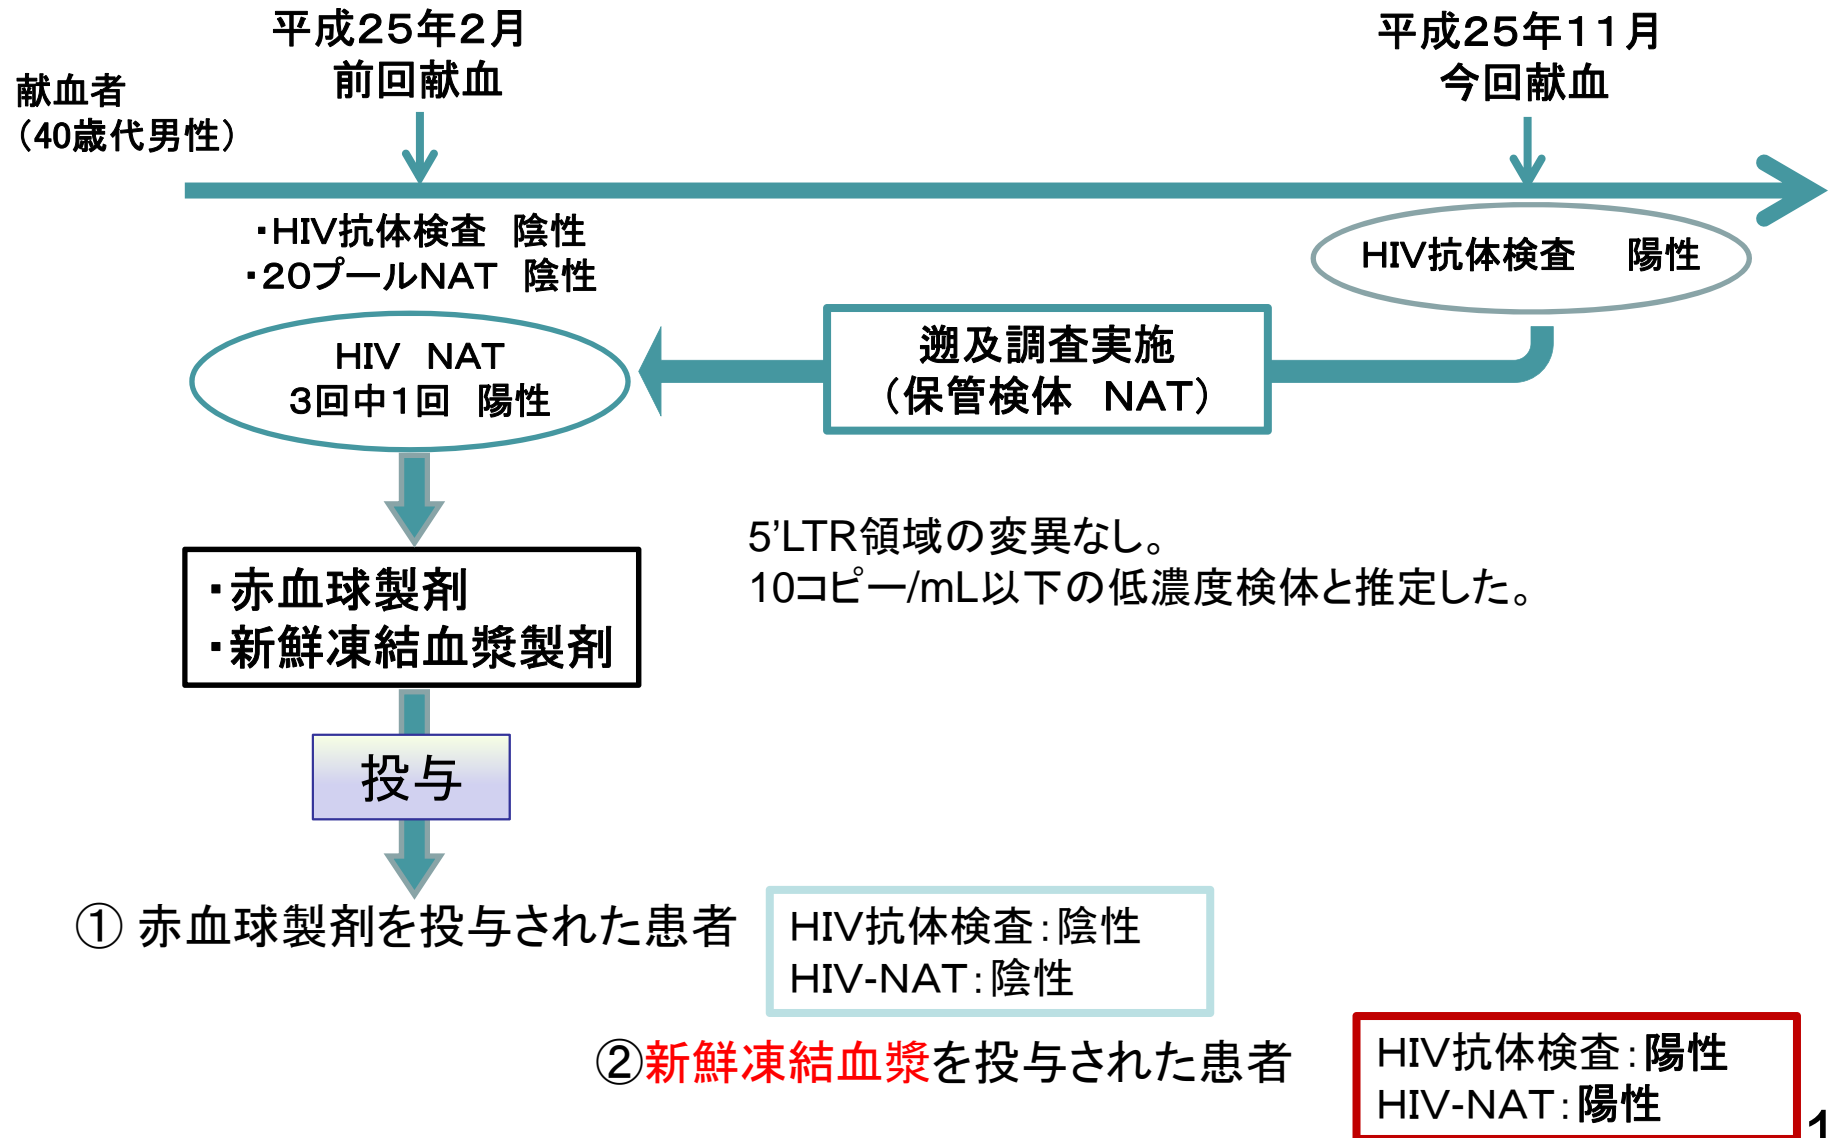 平成25年2月
前回献血
平成25年11月
今回献血
献血者
（40歳代男性）
・HIV抗体検査　陰性
・20プールNAT　陰性
HIV抗体検査　陽性
HIV　NAT
3回中1回　陽性
遡及調査実施
（保管検体　NAT）
5’LTR領域の変異なし。
10コピー/mL以下の低濃度検体と推定した。
・赤血球製剤
・新鮮凍結血漿製剤
投与
① 赤血球製剤を投与された患者
HIV抗体検査：陰性
HIV-NAT：陰性
②新鮮凍結血漿を投与された患者
HIV抗体検査：陽性
HIV-NAT：陽性
1